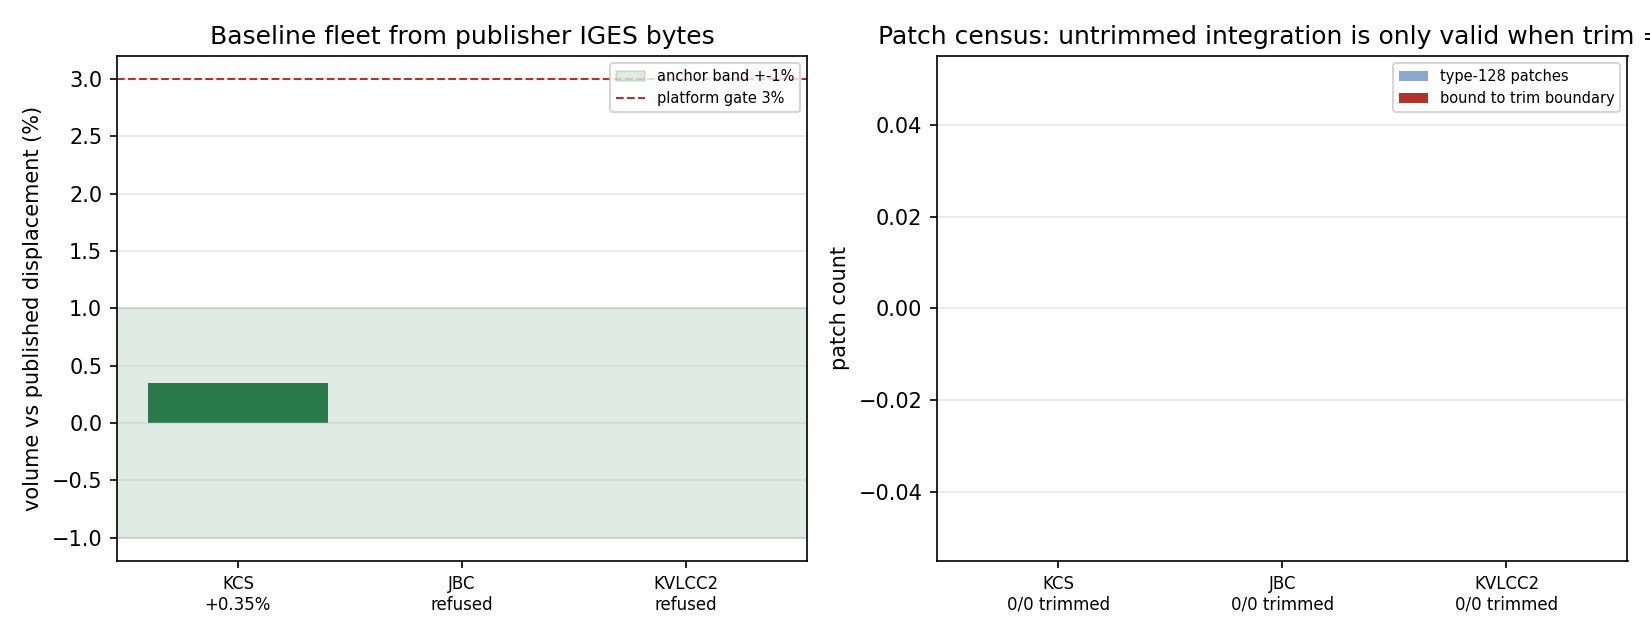 Baseline fleet from publisher IGES bytes
volume vs published displacement (%)
3.0
2.5
2.0
1.5
1.0
0.5
0.0
−0.5
−1.0
anchor band +-1%
platform gate 3%
KCS
+0.35%
JBC
refused
KVLCC2
refused
Patch census: untrimmed integration is only valid when trim =
patch count
0.04
0.02
0.00
−0.02
−0.04
type-128 patches
bound to trim boundary
KCS
0/0 trimmed
JBC
0/0 trimmed
KVLCC2
0/0 trimmed